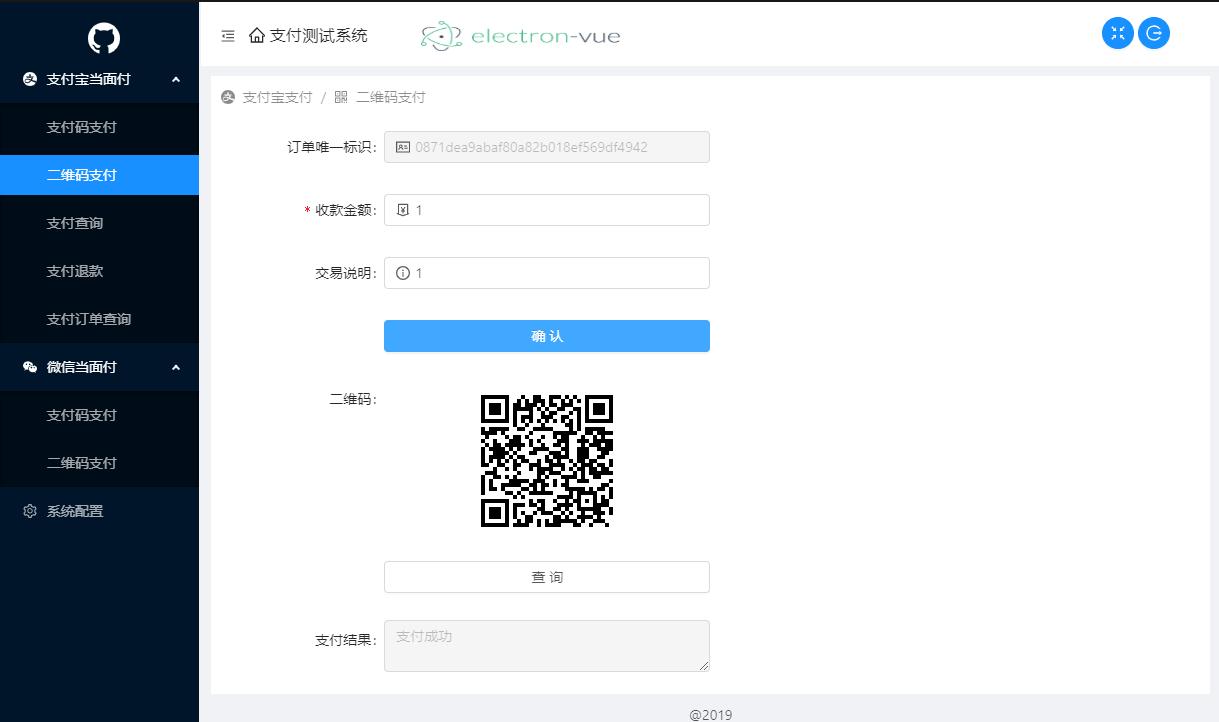 支付测试系统
electron-vue
支付宝当面付
支付码支付
二维码支付
支付查询
支付退款
支付订单查询
微信当面付
支付码支付
二维码支付
系统配置
支付宝支付 / 二维码支付
订单唯一标识: 0871dea9abaf80a82b018ef569df4942
* 收款金额: 1
交易说明: 1
确 认
二维码:
查 询
支付结果: 支付成功
@2019